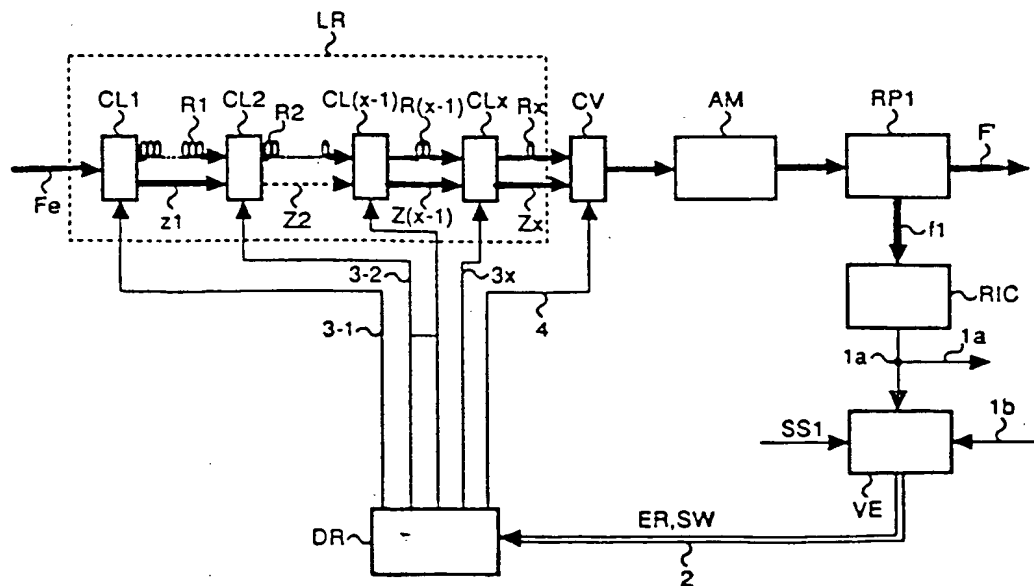 LR
CL1 R1 CL2 R2 CL(x-1) R(x-1) CLx Rx CV AM RP1
F
Fe z1 Z2 Z(x-1) Zx f1
3-2 3x RIC
3-1 4
1a 1a
SS1 1b
VE
DR ER,SW
2